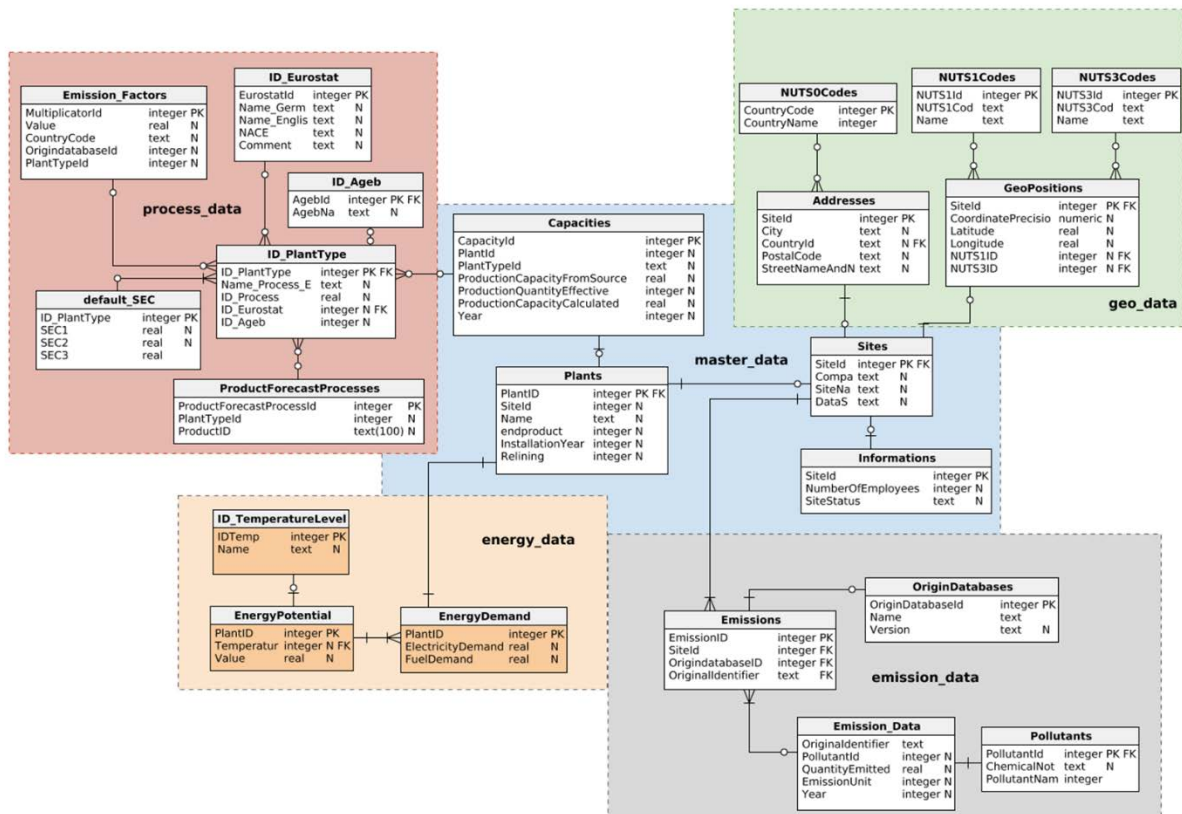 ID_Eurostat
EurostatId integer PK
Name_Germ text N
Name_Englis text N
NACE text N
Comment text N
Emission_Factors
MultiplicatorId integer PK
Value real N
CountryCode text N
OrigindatabaseId integer N
PlantTypeId integer N
ID_Ageb
AgebId integer PK FK
AgebNa text N
process_data
ID_PlantType
ID_PlantType integer PK FK
Name_Process_E text N
ID_Process real N
ID_Eurostat integer N FK
ID_Ageb integer N
default_SEC
ID_PlantType integer PK
SEC1 real N
SEC2 real N
SEC3 real
ProductForecastProcesses
ProductForecastProcessId integer PK
PlantTypeId integer N
ProductID text(100) N
NUTS0Codes
CountryCode integer PK
CountryName integer
NUTS1Codes
NUTS1Id integer PK
NUTS1Cod text N
Name text N
NUTS3Codes
NUTS3Id integer PK
NUTS3Cod text N
Name text N
Addresses
SiteId integer PK
City text N
CountryId text N FK
PostalCode text N
StreetNameAndN text N
GeoPositions
SiteId integer PK FK
CoordinatePrecisio numeric N
Latitude real N
Longitude real N
NUTS1ID integer N FK
NUTS3ID integer N FK
geo_data
Capacities
CapacityId integer PK
PlantId integer N
PlantTypeId text N
ProductionCapacityFromSource real N
ProductionQuantityEffective integer N
ProductionCapacityCalculated real N
Year integer N
master_data
Plants
PlantID integer PK FK
SiteId integer N
Name text N
endproduct integer N
InstallationYear integer N
Relining integer N
Sites
SiteId integer PK FK
Compa text N
SiteNa text N
DataS text N
Informations
SiteId integer PK
NumberOfEmployees integer N
SiteStatus text N
ID_TemperatureLevel
IDTemp integer PK
Name text N
energy_data
EnergyPotential
PlantID integer PK
Temperatur integer N FK
Value real N
EnergyDemand
PlantID integer PK
ElectricityDemand real N
FuelDemand real N
OriginDatabases
OriginDatabaseId integer PK
Name text
Version text N
Emissions
EmissionID integer PK
SiteId integer FK
OrigindatabaseID integer FK
OriginalIdentifier text FK
emission_data
Emission_Data
OriginaIdentifier text
PollutantId integer N
QuantityEmitted real N
EmissionUnit integer N
Year integer N
Pollutants
PollutantId integer PK FK
ChemicalNot text N
PollutantNam integer